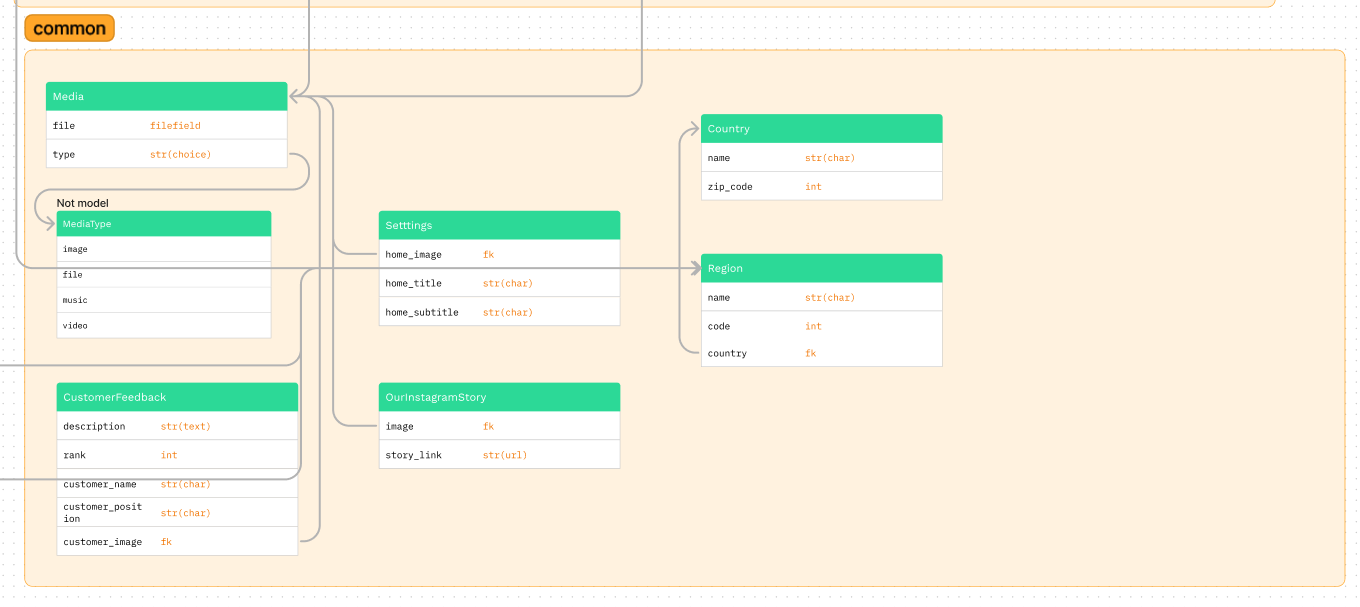 common
Media
file filefield
type str(choice)
Not model
MediaType
image
file
music
video
CustomerFeedback
description str(text)
rank int
customer_name str(char)
customer_posit
ion str(char)
customer_image fk
Setttings
home_image fk
home_title str(char)
home_subtitle str(char)
OurInstagramStory
image fk
story_link str(url)
Country
name str(char)
zip_code int
Region
name str(char)
code int
country fk